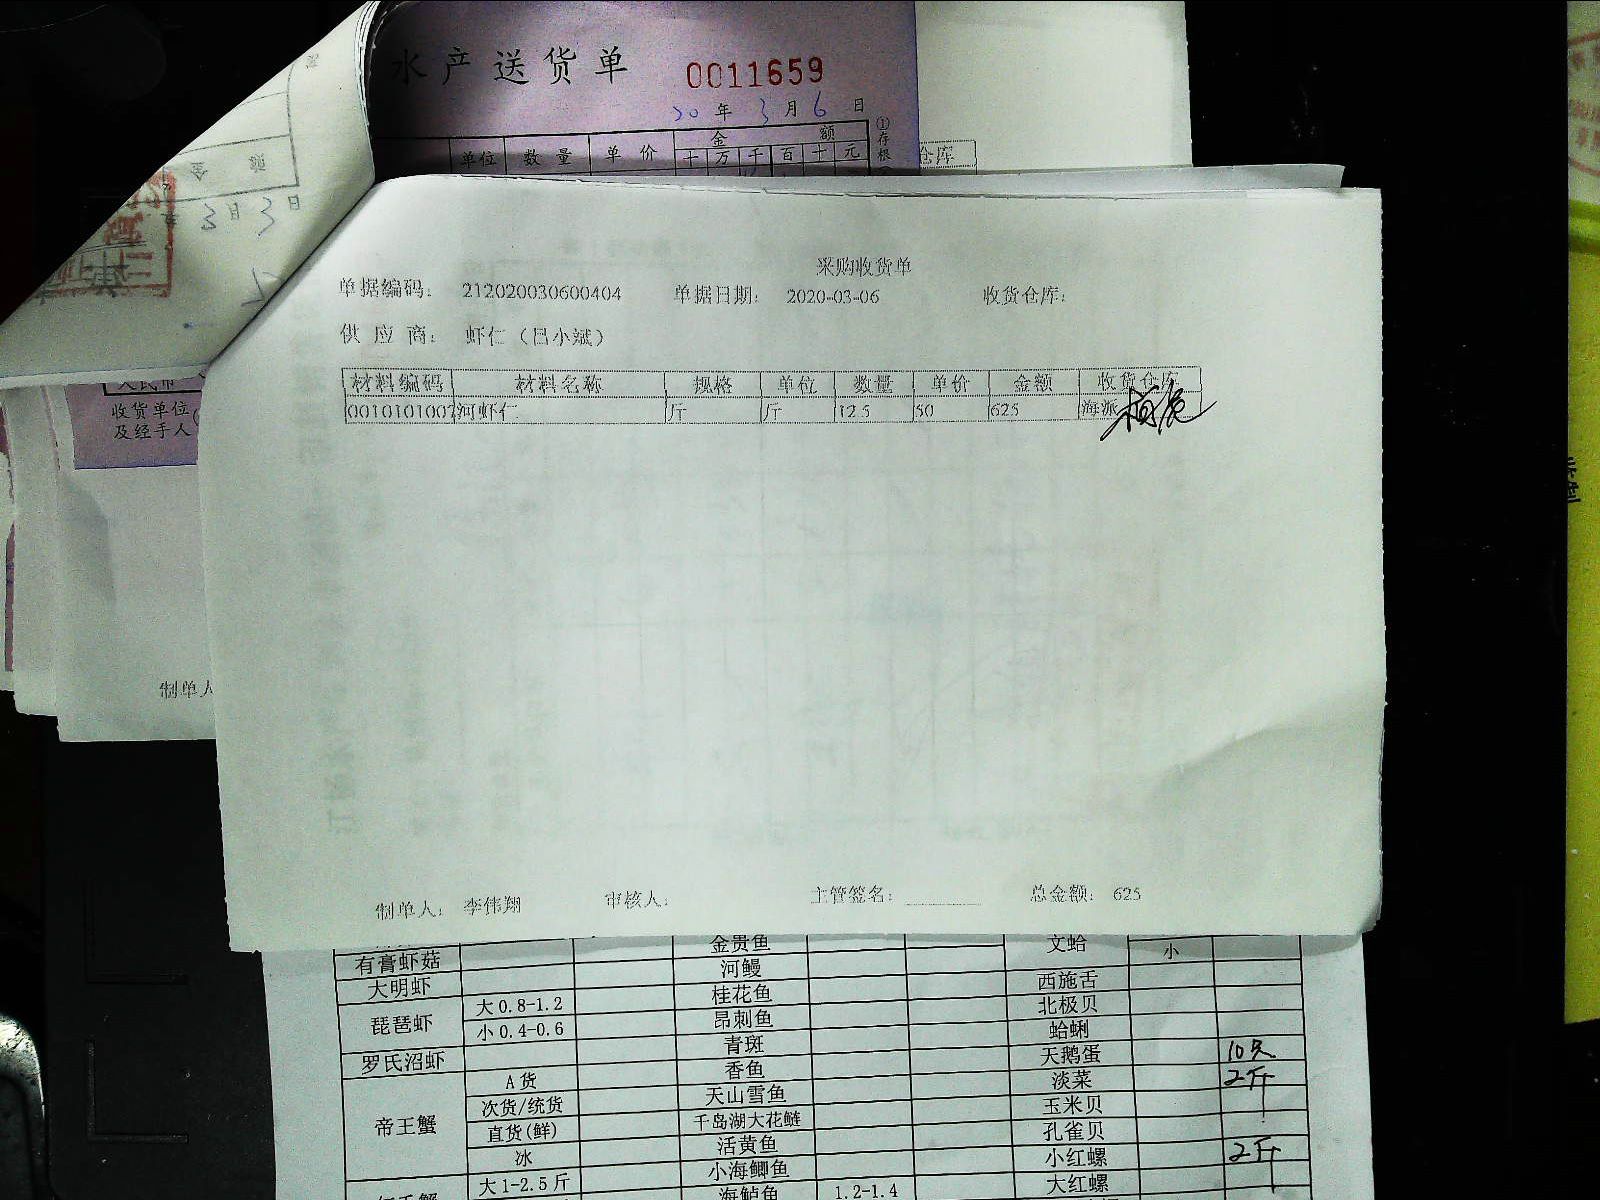 水产送货单 0011659
20年3月6日
金额
单位 数量 单价 十万千百十元
①存根
仓库
金额
3月3日
人民币
收货单位
及经手人
制单人
采购收货单
单据编码: 212020030600404 单据日期: 2020-03-06 收货仓库:
供应商: 虾仁(吕小斌)
材料编码 材料名称 规格 单位 数量 单价 金额 收货仓库
0010101007 河虾仁 斤 斤 12.5 50 625 海派
制单人: 李伟翔 审核人: 主管签名: 总金额: 625
金贵鱼 文蛤 小
有膏虾菇 河鳗
大明虾 桂花鱼 西施舌
琵琶虾 大0.8-1.2 昂刺鱼 北极贝
小0.4-0.6 青斑 蛤蜊
罗氏沼虾 香鱼 天鹅蛋 10只
帝王蟹 A货 天山雪鱼 淡菜 2斤
次货/统货 千岛湖大花鲢 玉米贝
直货(鲜) 活黄鱼 孔雀贝
冰 小海鲫鱼 小红螺 2斤
大1-2.5斤 海鲈鱼 1.2-1.4 大红螺